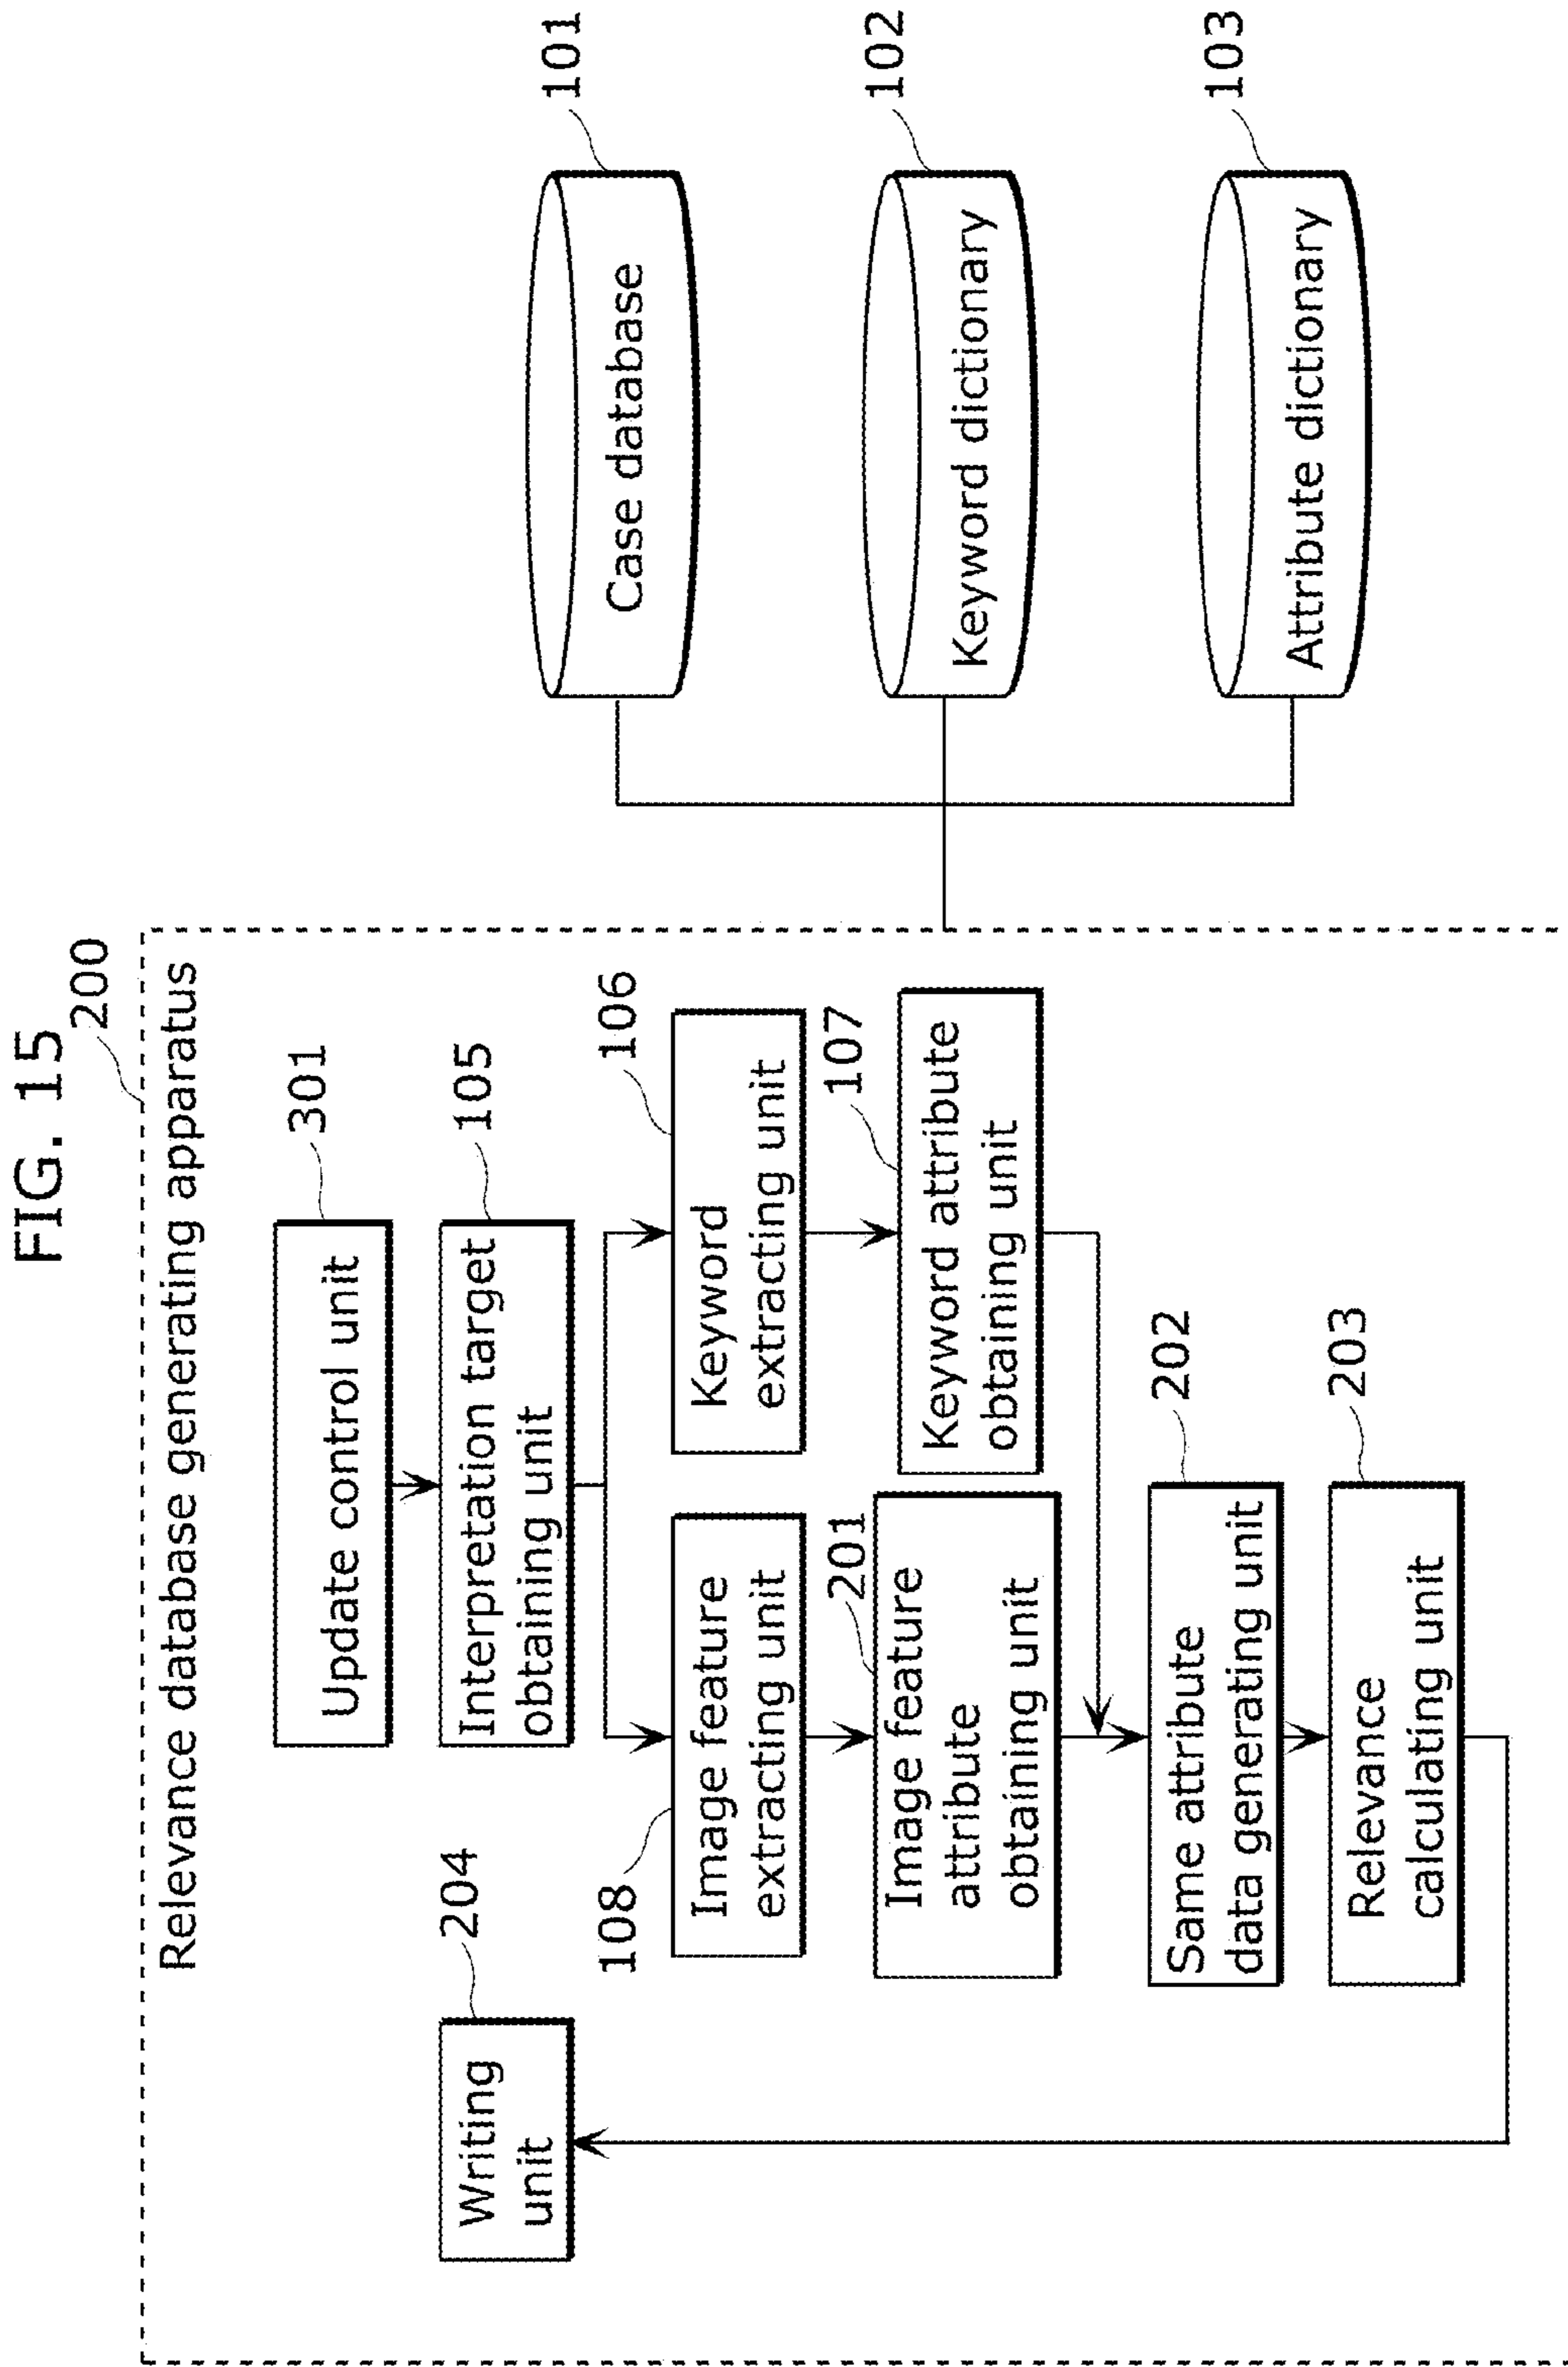 FIG. 15
200
Relevance database generating apparatus
301
Update control unit
204
105
Writing
unit
Interpretation target
obtaining unit
101
Case database
108
106
Image feature
extracting unit
Keyword
extracting unit
201
107
Image feature
attribute
obtaining unit
Keyword attribute
obtaining unit
102
Keyword dictionary
202
Same attribute
data generating unit
203
Relevance
calculating unit
103
Attribute dictionary